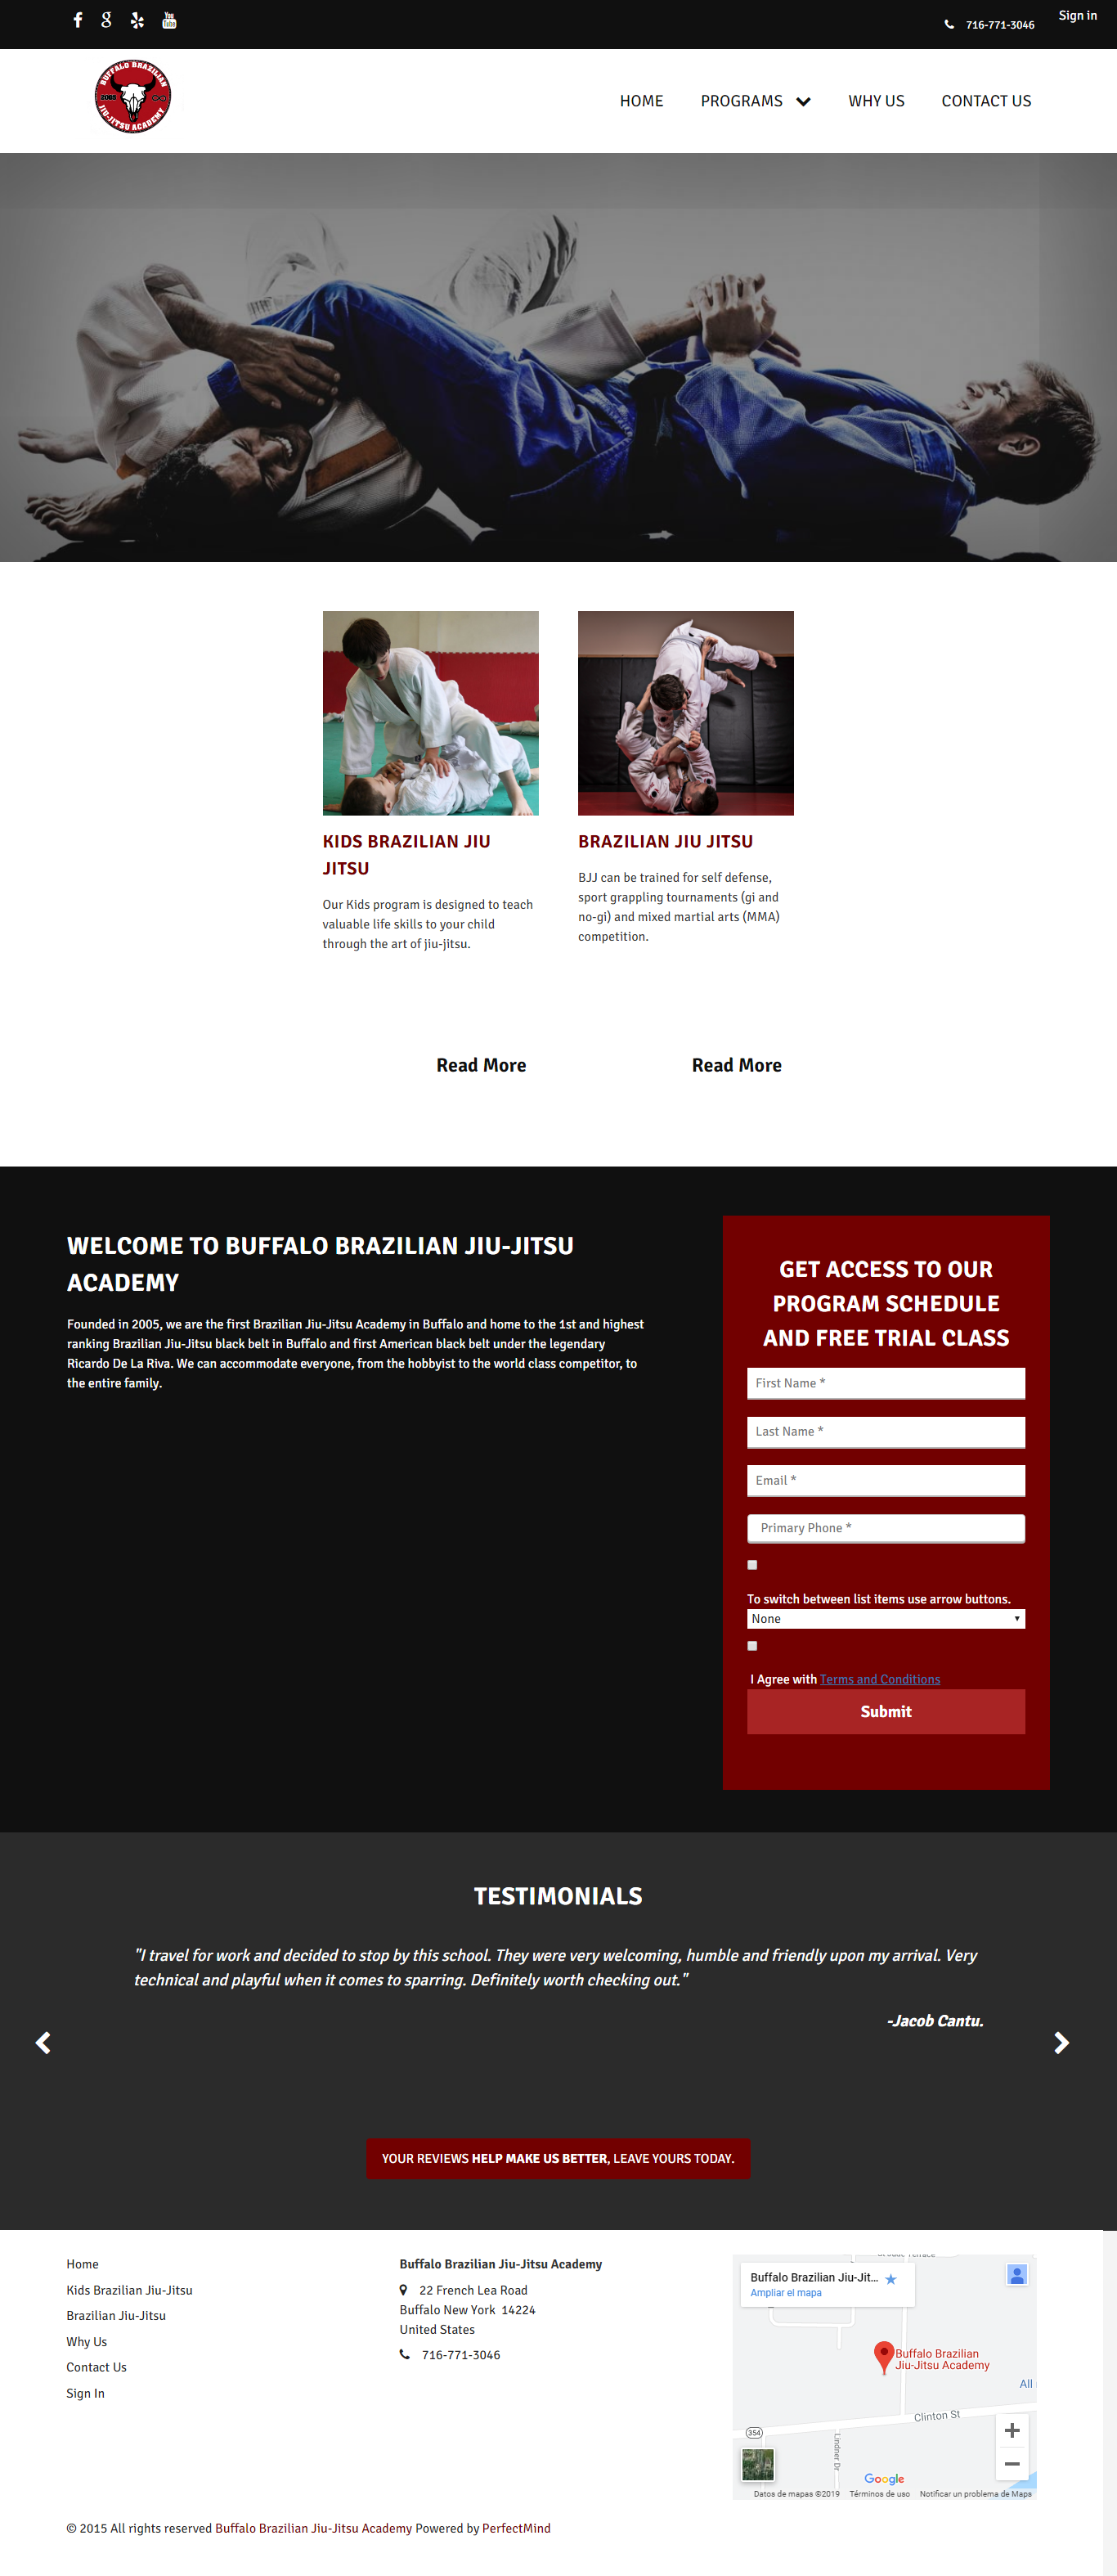 716-771-3046
Sign in
BUFFALO BRAZILIAN
2005
JIU-JITSU ACADEMY
HOME
PROGRAMS
WHY US
CONTACT US
KIDS BRAZILIAN JIU
JITSU
Our Kids program is designed to teach
valuable life skills to your child
through the art of jiu-jitsu.
Read More
BRAZILIAN JIU JITSU
BJJ can be trained for self defense,
sport grappling tournaments (gi and
no-gi) and mixed martial arts (MMA)
competition.
Read More
WELCOME TO BUFFALO BRAZILIAN JIU-JITSU
ACADEMY
Founded in 2005, we are the first Brazilian Jiu-Jitsu Academy in Buffalo and home to the 1st and highest
ranking Brazilian Jiu-Jitsu black belt in Buffalo and first American black belt under the legendary
Ricardo De La Riva. We can accommodate everyone, from the hobbyist to the world class competitor, to
the entire family.
GET ACCESS TO OUR
PROGRAM SCHEDULE
AND FREE TRIAL CLASS
First Name *
Last Name *
Email *
Primary Phone *
To switch between list items use arrow buttons.
None
I Agree with Terms and Conditions
Submit
TESTIMONIALS
"I travel for work and decided to stop by this school. They were very welcoming, humble and friendly upon my arrival. Very
technical and playful when it comes to sparring. Definitely worth checking out."
-Jacob Cantu.
YOUR REVIEWS HELP MAKE US BETTER, LEAVE YOURS TODAY.
Home
Kids Brazilian Jiu-Jitsu
Brazilian Jiu-Jitsu
Why Us
Contact Us
Sign In
Buffalo Brazilian Jiu-Jitsu Academy
22 French Lea Road
Buffalo New York 14224
United States
716-771-3046
Buffalo Brazilian Jiu-Jit...
Ampliar el mapa
Buffalo Brazilian
Jiu-Jitsu Academy
All
Clinton St
354
Lindner Dr
Google
Datos de mapas ©2019 Términos de uso Notificar un problema de Maps
© 2015 All rights reserved Buffalo Brazilian Jiu-Jitsu Academy Powered by PerfectMind